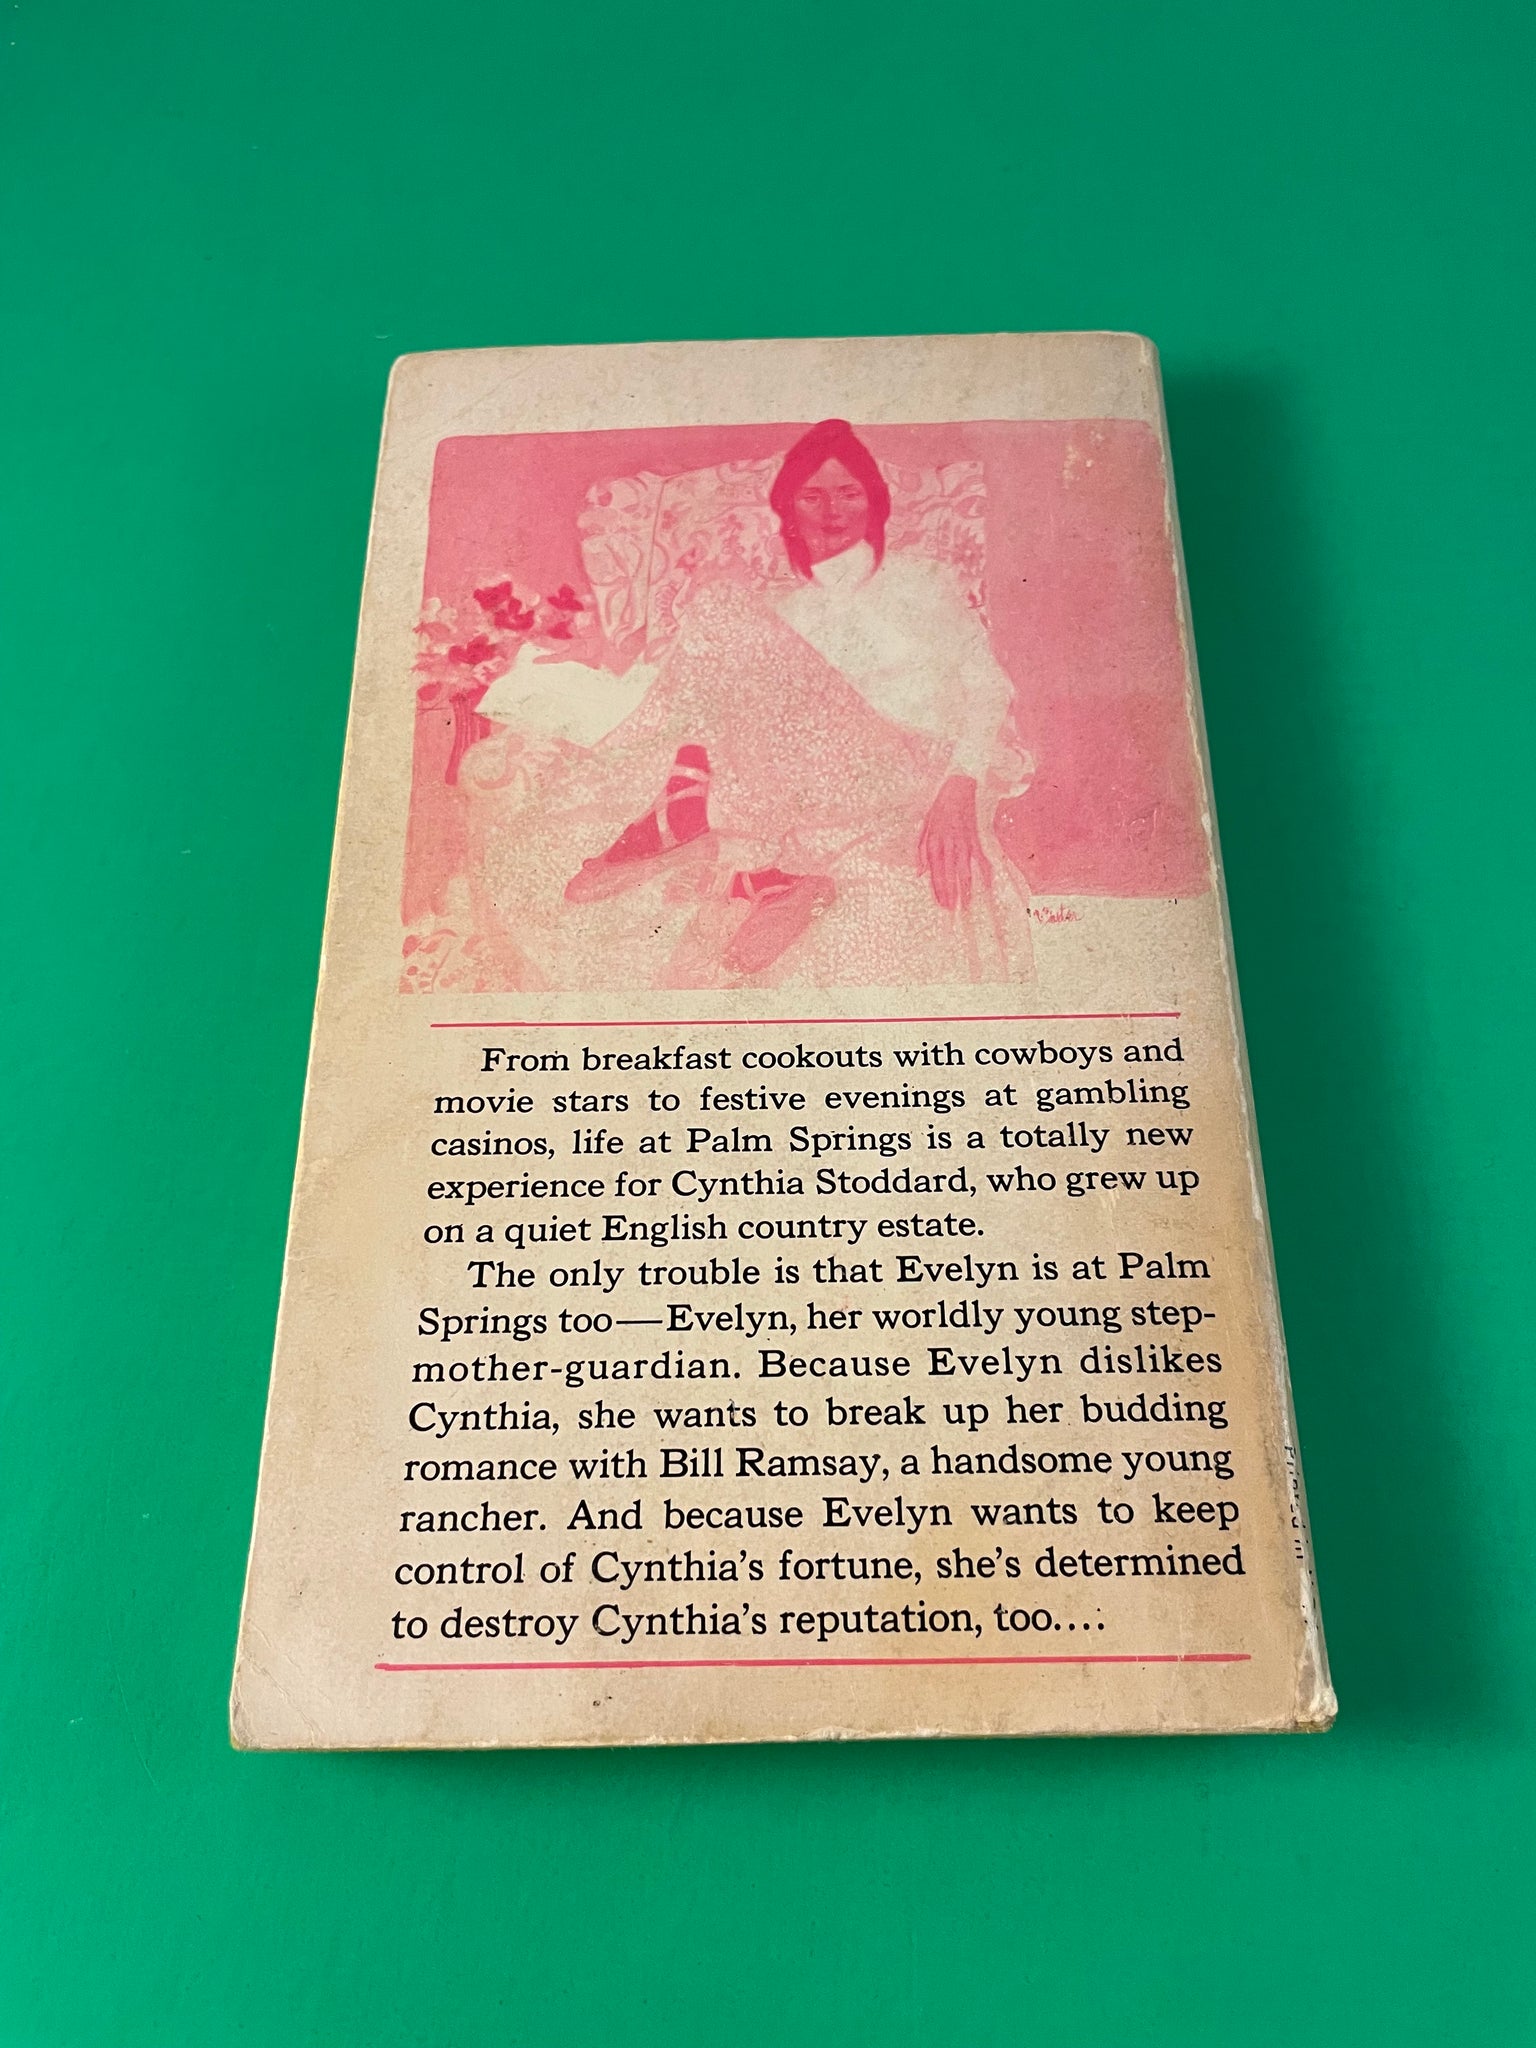 From breakfast cookouts with cowboys and
movie stars to festive evenings at gambling
casinos, life at Palm Springs is a totally new
experience for Cynthia Stoddard, who grew up
on a quiet English country estate.
The only trouble is that Evelyn is at Palm
Springs too—Evelyn, her worldly young step-
mother-guardian. Because Evelyn dislikes
Cynthia, she wants to break up her budding
romance with Bill Ramsay, a handsome young
rancher. And because Evelyn wants to keep
control of Cynthia's fortune, she's determined
to destroy Cynthia's reputation, too....